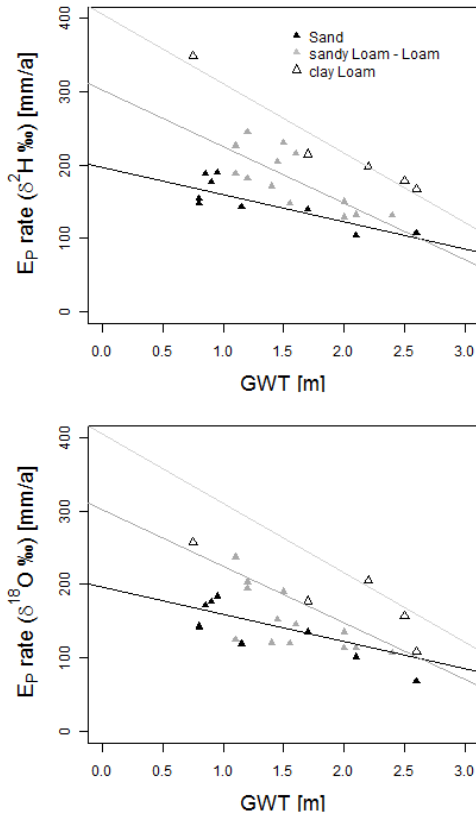 Sand
sandy Loam - Loam
clay Loam
E_P rate (δ²H ‰) [mm/a]
400
300
200
100
0
0.0 0.5 1.0 1.5 2.0 2.5 3.0
GWT [m]
E_P rate (δ¹⁸O ‰) [mm/a]
400
300
200
100
0
0.0 0.5 1.0 1.5 2.0 2.5 3.0
GWT [m]